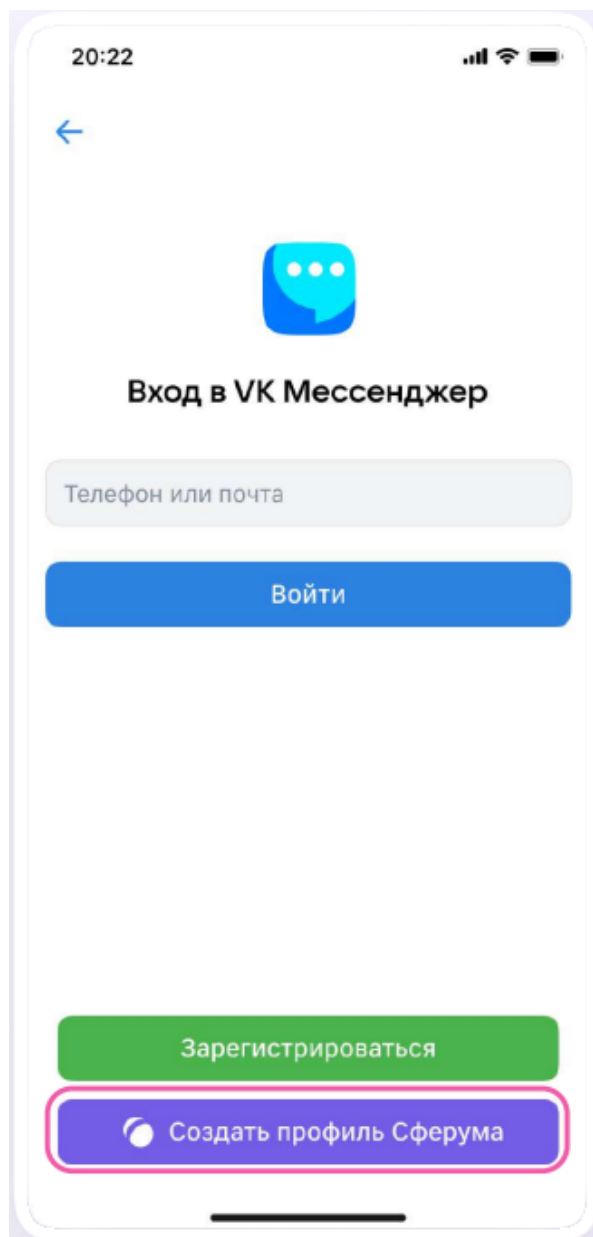 20:22
Вход в VK Мессенджер
Телефон или почта
Войти
Зарегистрироваться
Создать профиль Сферума